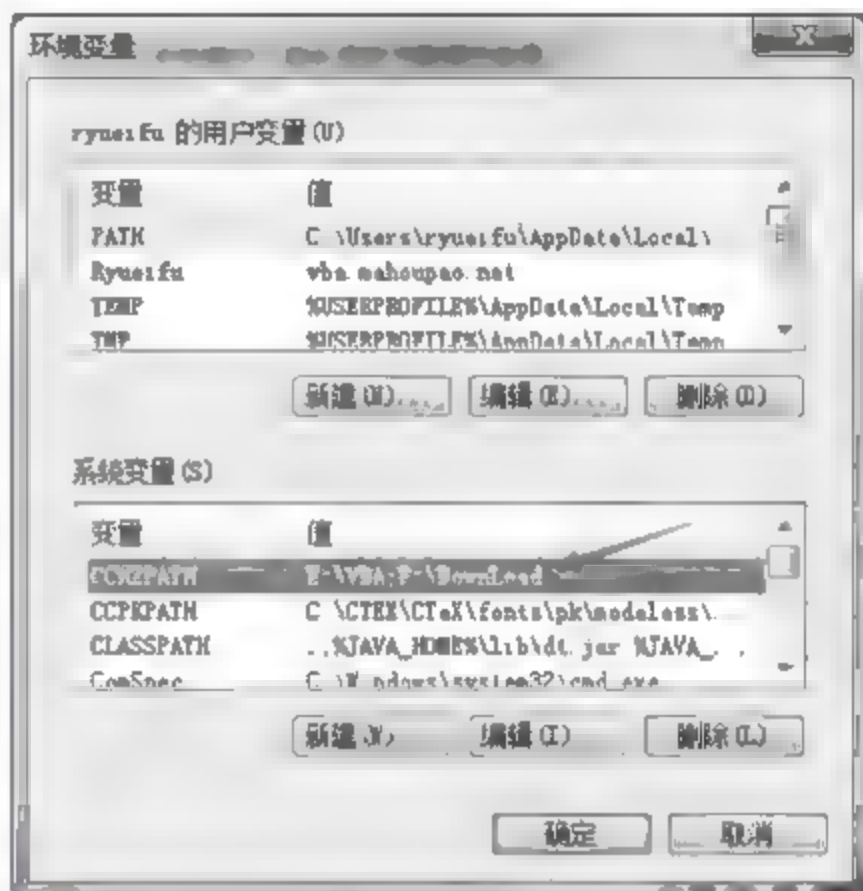 环境变量
ryueifu 的用户变量(U)
变量 值
PATH C:\Users\ryueifu\AppData\Local\
Ryueifu vba.mahoupao.net
TEMP %USERPROFILE%\AppData\Local\Temp
TMP %USERPROFILE%\AppData\Local\Temp
新建(N)... 编辑(E)... 删除(D)
系统变量(S)
变量 值
E:\VBA;F:\DownLoad
CCPKPATH C:\CTEX\CTeX\fonts\pk\modeless\
CLASSPATH .;%JAVA_HOME%\lib\dt.jar %JAVA_...
ComSpec C:\Windows\system32\cmd.exe
新建(W) 编辑(I) 删除(L)
确定 取消